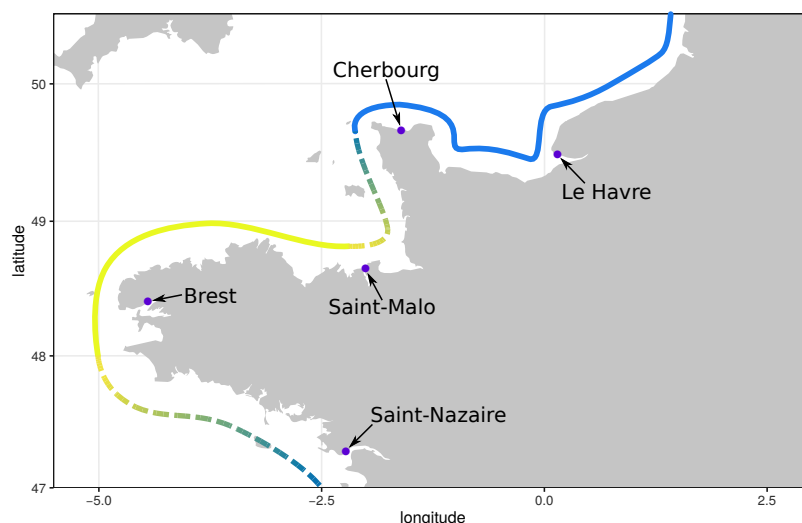 Cherbourg
50
Le Havre
49
latitude
Brest
Saint-Malo
48
Saint-Nazaire
47
−5.0 −2.5 0.0 2.5
longitude